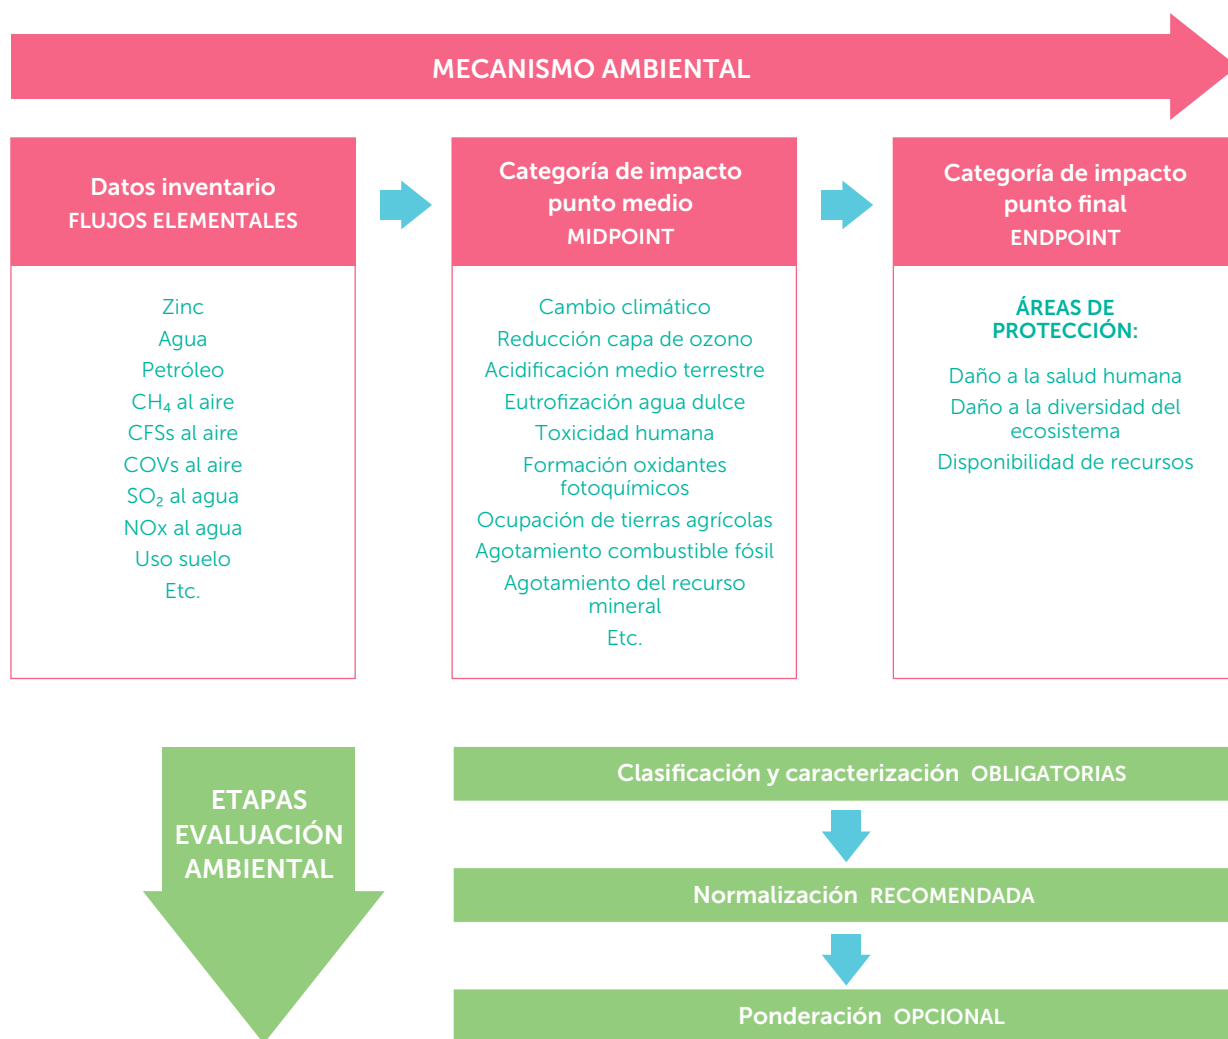 MECANISMO AMBIENTAL
Datos inventario
FLUJOS ELEMENTALES
Zinc
Agua
Petróleo
CH₄ al aire
CFSs al aire
COVs al aire
SO₂ al agua
NOx al agua
Uso suelo
Etc.
Categoría de impacto
punto medio
MIDPOINT
Cambio climático
Reducción capa de ozono
Acidificación medio terrestre
Eutrofización agua dulce
Toxicidad humana
Formación oxidantes
fotoquímicos
Ocupación de tierras agrícolas
Agotamiento combustible fósil
Agotamiento del recurso
mineral
Etc.
Categoría de impacto
punto final
ENDPOINT
ÁREAS DE
PROTECCIÓN:
Daño a la salud humana
Daño a la diversidad del
ecosistema
Disponibilidad de recursos
ETAPAS
EVALUACIÓN
AMBIENTAL
Clasificación y caracterización OBLIGATORIAS
Normalización RECOMENDADA
Ponderación OPCIONAL